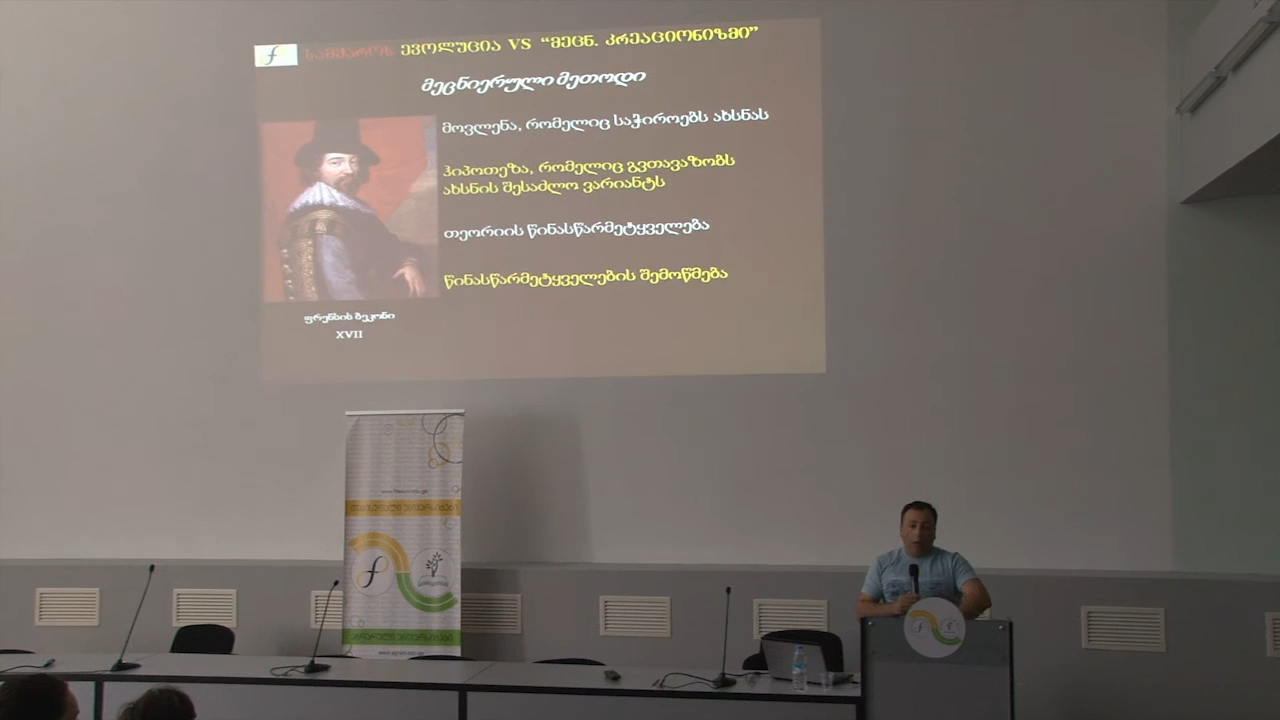 ევოლუცია VS “მეცნ. კრეაციონიზმი”
მეცნიერული მეთოდი
მოვლენა, რომელიც საჭიროებს ახსნას
ჰიპოთეზა, რომელიც გვთავაზობს
ახსნის შესაძლო ვარიანტს
თეორიის წინასწარმეტყველება
წინასწარმეტყველების შემოწმება
ფრენსის ბეკონი
XVII